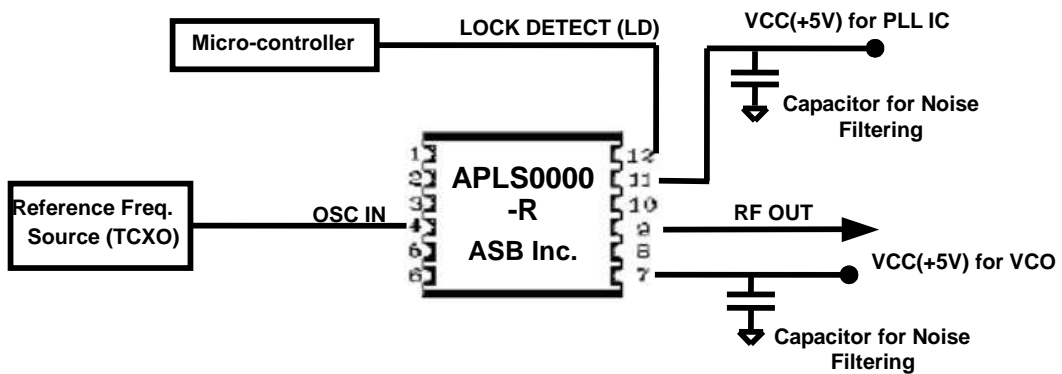 VCC(+5V) for PLL IC
Micro-controller
LOCK DETECT (LD)
Capacitor for Noise
Filtering
1
2
3
4
5
6
12
11
10
9
8
7
APLS0000
-R
ASB Inc.
Reference Freq.
Source (TCXO)
OSC IN
RF OUT
VCC(+5V) for VCO
Capacitor for Noise
Filtering